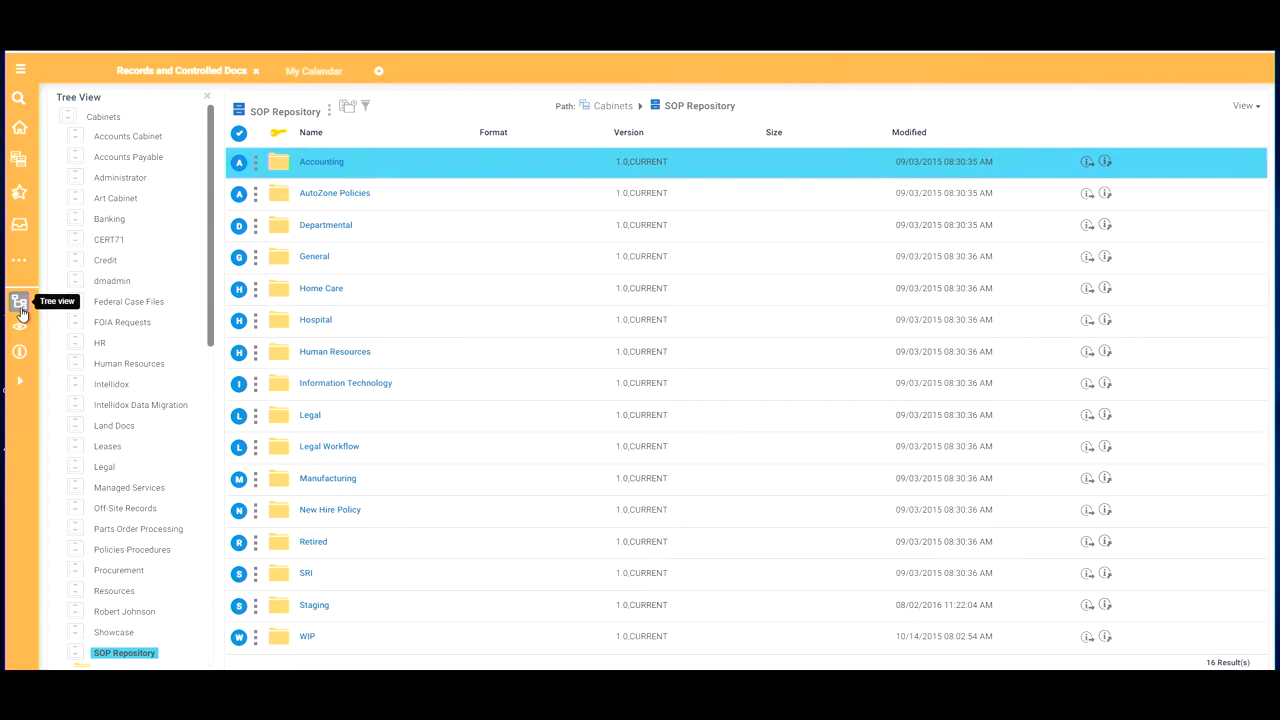 Records and Controlled Docs × My Calendar
Tree View ×
Cabinets
Accounts Cabinet
Accounts Payable
Administrator
Art Cabinet
Banking
CERT71
Credit
dmadmin
Federal Case Files
FOIA Requests
HR
Human Resources
Intellidox
Intellidox Data Migration
Land Docs
Leases
Legal
Managed Services
Off-Site Records
Parts Order Processing
Policies-Procedures
Procurement
Resources
Robert Johnson
Showcase
SOP Repository
Tree view
SOP Repository Path: Cabinets SOP Repository View
Name Format Version Size Modified
A Accounting 1.0,CURRENT 09/03/2015 08:30:35 AM
A AutoZone Policies 1.0,CURRENT 09/03/2015 08:30:35 AM
D Departmental 1.0,CURRENT 09/03/2015 08:30:35 AM
G General 1.0,CURRENT 09/03/2015 08:30:36 AM
H Home Care 1.0,CURRENT 09/03/2015 08:30:36 AM
H Hospital 1.0,CURRENT 09/03/2015 08:30:36 AM
H Human Resources 1.0,CURRENT 09/03/2015 08:30:36 AM
I Information Technology 1.0,CURRENT 09/03/2015 08:30:36 AM
L Legal 1.0,CURRENT 09/03/2015 08:30:36 AM
L Legal Workflow 1.0,CURRENT 09/03/2015 08:30:36 AM
M Manufacturing 1.0,CURRENT 09/03/2015 08:30:36 AM
N New Hire Policy 1.0,CURRENT 09/03/2015 08:30:36 AM
R Retired 1.0,CURRENT 09/03/2015 08:30:36 AM
S SRI 1.0,CURRENT 09/03/2015 08:30:36 AM
S Staging 1.0,CURRENT 08/02/2016 11:22:04 AM
W WIP 1.0,CURRENT 10/14/2015 08:02:54 AM
16 Result(s)